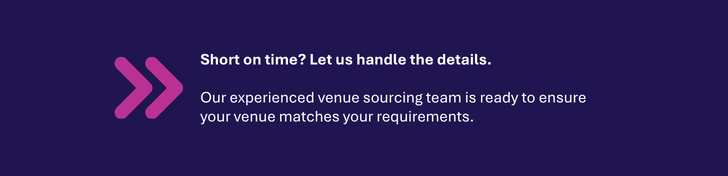 Short on time? Let us handle the details.
Our experienced venue sourcing team is ready to ensure
your venue matches your requirements.